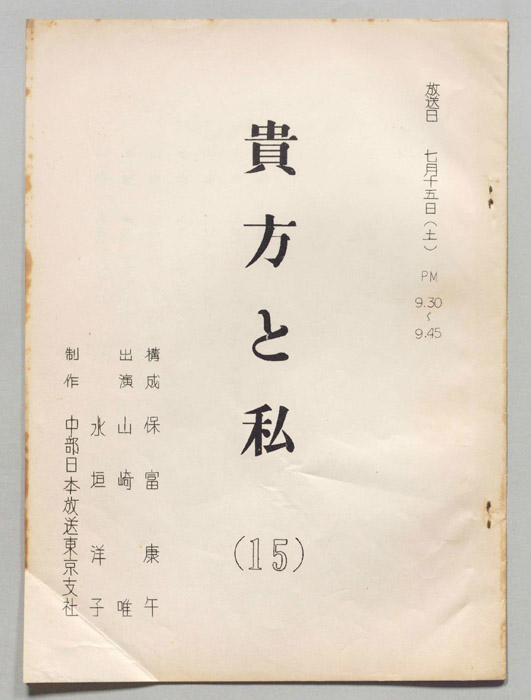 放送日 七月十五日(土) PM 9.30〜9.45
貴方と私
(15)
構成 保富康午
出演 山崎唯
水垣洋子
制作 中部日本放送東京支社